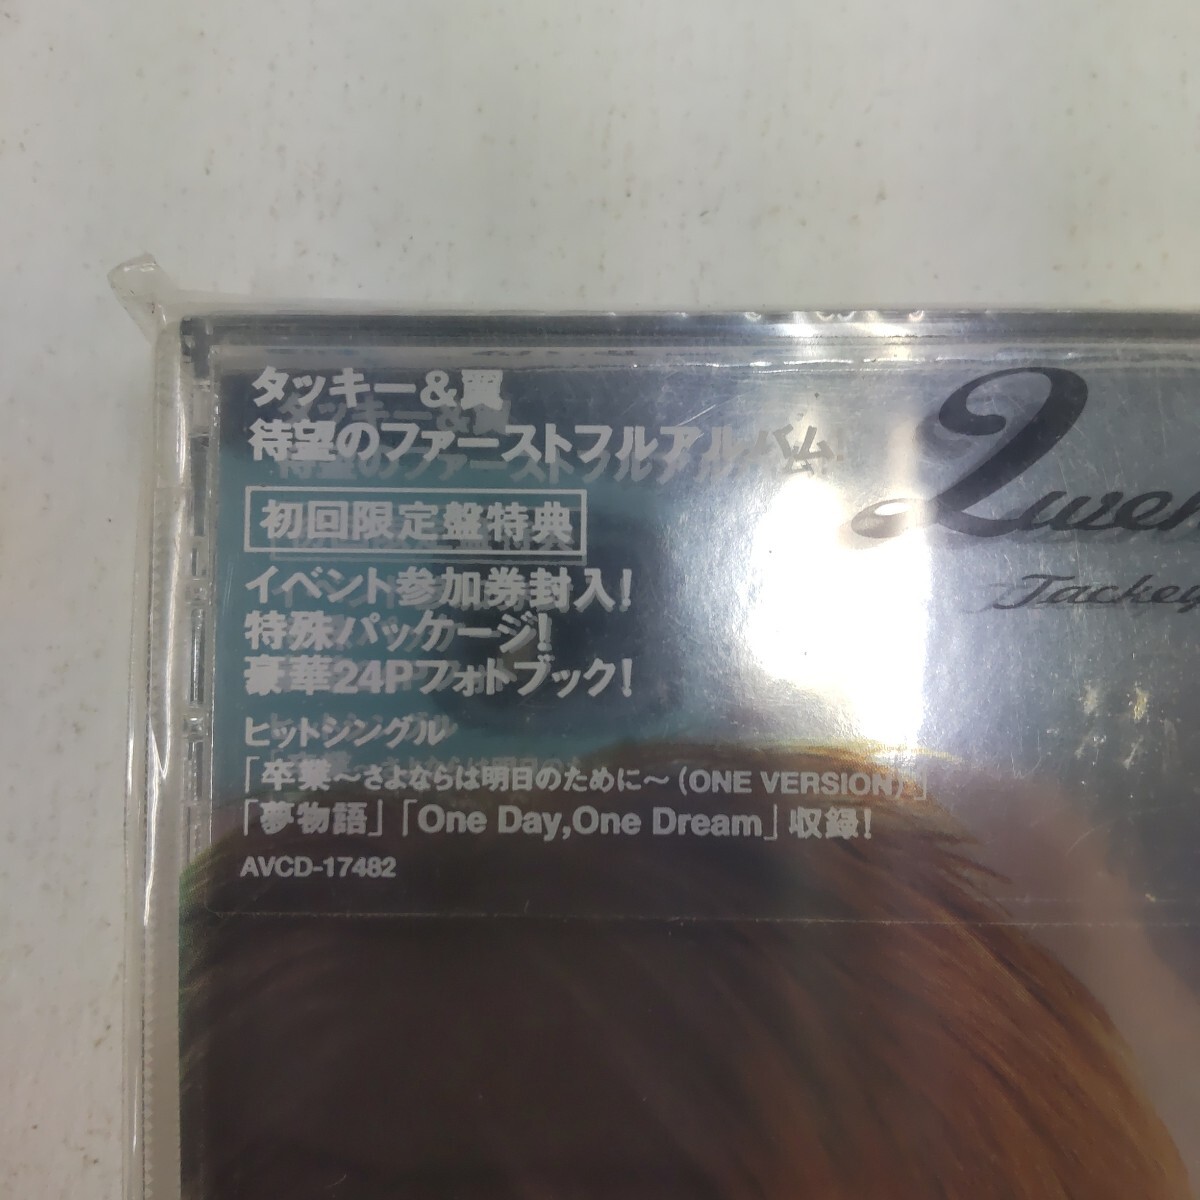 タッキー&翼
待望のファーストフルアルバム!
初回限定盤特典
イベント参加券封入!
特殊パッケージ!
豪華24Pフォトブック!
ヒットシングル
「卒業〜さよならは明日のために〜(ONE VERSION)」
「夢物語」「One Day,One Dream」収録!
AVCD-17482
Tackey